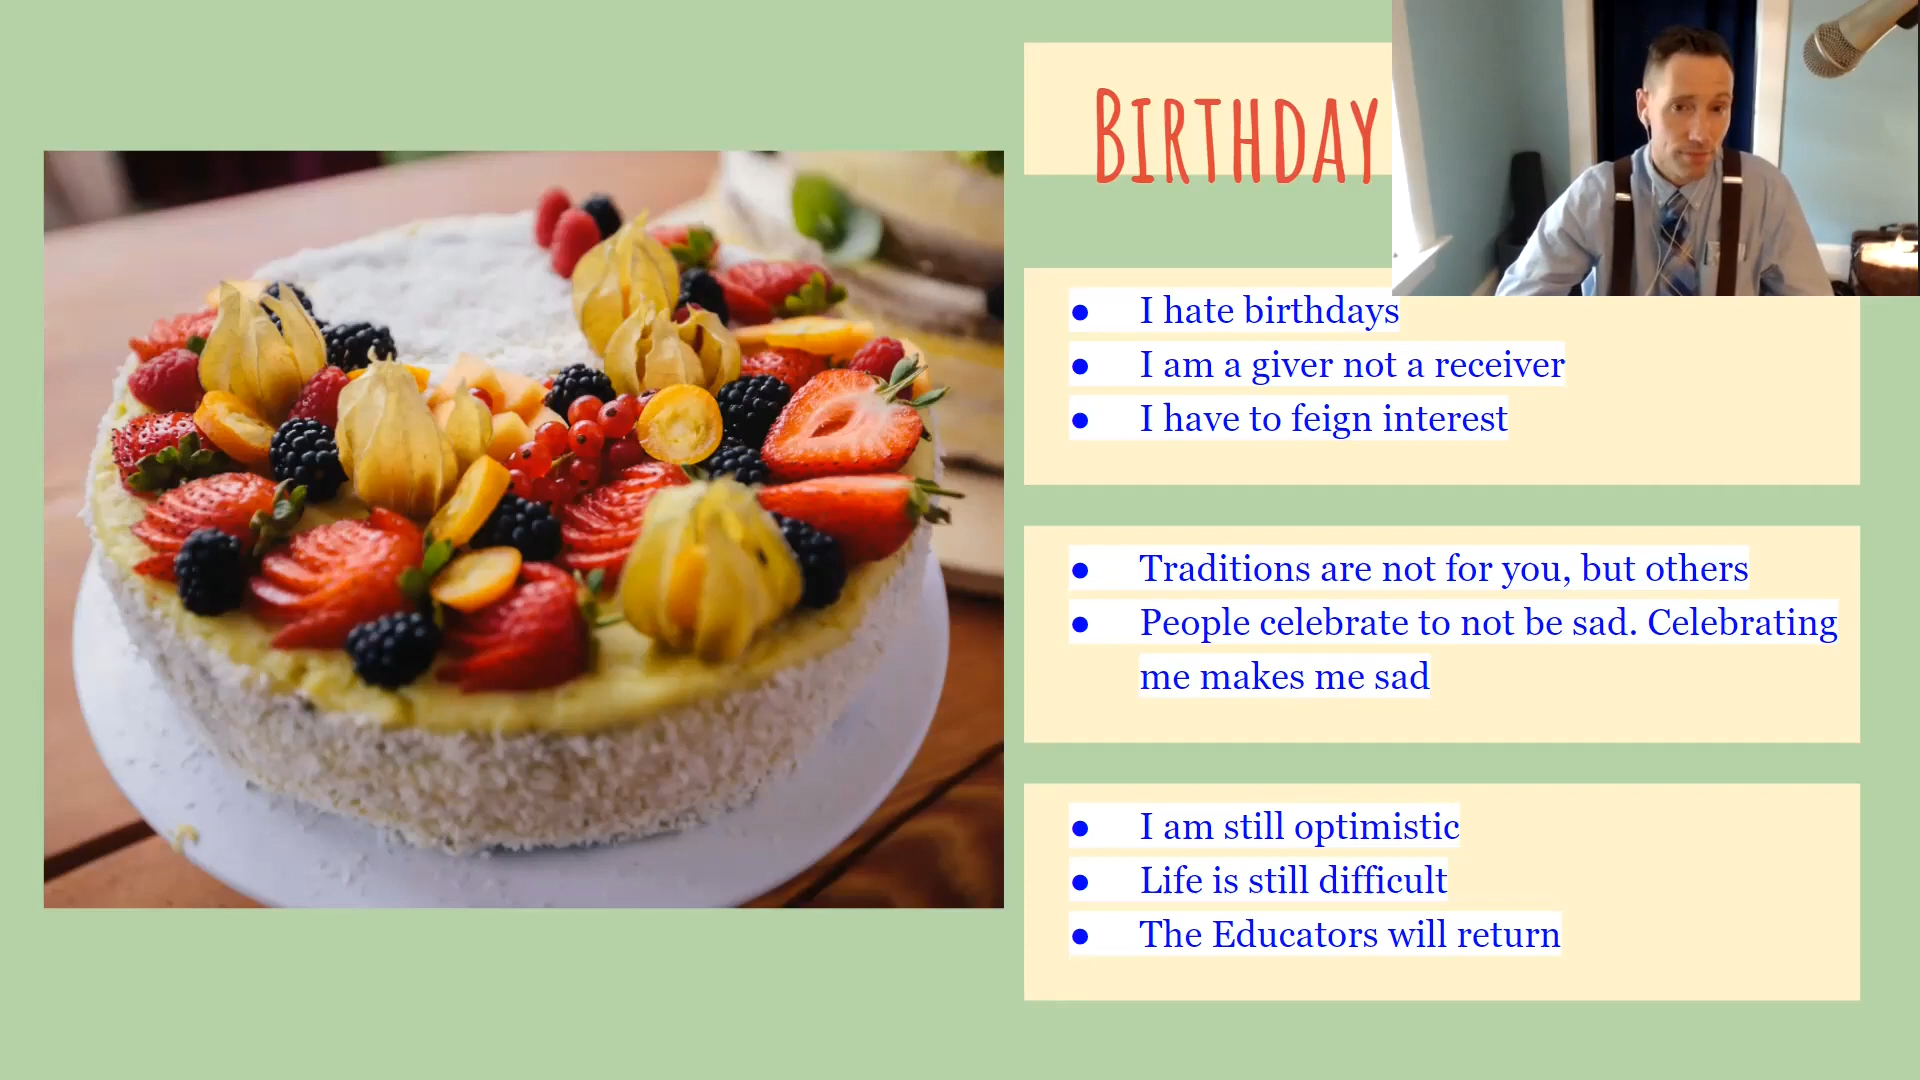 BIRTHDAY
● I hate birthdays
● I am a giver not a receiver
● I have to feign interest
● Traditions are not for you, but others
● People celebrate to not be sad. Celebrating
me makes me sad
● I am still optimistic
● Life is still difficult
● The Educators will return